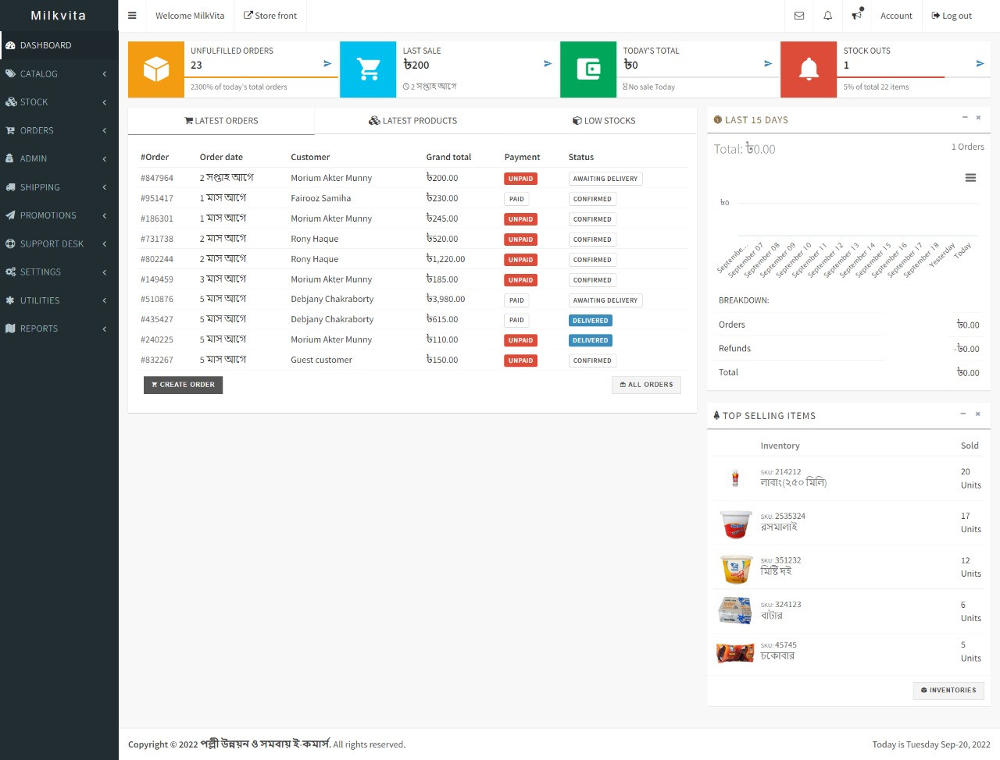 Milkvita
Welcome MilkVita
Store front
Account
Log out
DASHBOARD
CATALOG
STOCK
ORDERS
ADMIN
SHIPPING
PROMOTIONS
SUPPORT DESK
SETTINGS
UTILITIES
REPORTS
UNFULFILLED ORDERS
23
2300% of today's total orders
LAST SALE
৳200
2 সপ্তাহ আগে
TODAY'S TOTAL
৳0
No sale Today
STOCK OUTS
1
5% of total 22 items
LATEST ORDERS
LATEST PRODUCTS
LOW STOCKS
#Order Order date Customer Grand total Payment Status
#847964 2 সপ্তাহ আগে Morium Akter Munny ৳200.00 UNPAID AWAITING DELIVERY
#951417 1 মাস আগে Fairooz Samiha ৳230.00 PAID CONFIRMED
#186301 1 মাস আগে Morium Akter Munny ৳245.00 UNPAID CONFIRMED
#731738 2 মাস আগে Rony Haque ৳520.00 UNPAID CONFIRMED
#802244 2 মাস আগে Rony Haque ৳1,220.00 UNPAID CONFIRMED
#149459 3 মাস আগে Morium Akter Munny ৳185.00 UNPAID CONFIRMED
#510876 5 মাস আগে Debjany Chakraborty ৳3,980.00 PAID AWAITING DELIVERY
#435427 5 মাস আগে Debjany Chakraborty ৳615.00 PAID DELIVERED
#240225 5 মাস আগে Morium Akter Munny ৳110.00 UNPAID DELIVERED
#832267 5 মাস আগে Guest customer ৳150.00 UNPAID CONFIRMED
CREATE ORDER
ALL ORDERS
LAST 15 DAYS
Total: ৳0.00
1 Orders
৳0
Septembe...
September 07
September 08
September 09
September 10
September 11
September 12
September 13
September 14
September 15
September 16
September 17
September 18
Yesterday
Today
BREAKDOWN:
Orders ৳0.00
Refunds -৳0.00
Total ৳0.00
TOP SELLING ITEMS
Inventory Sold
SKU: 214212
লাবাং(২৫০ মিলি)
20
Units
SKU: 2535324
রসমালাই
17
Units
SKU: 351232
মিষ্টি দই
12
Units
SKU: 324123
বাটার
6
Units
SKU: 45745
চকোবার
5
Units
INVENTORIES
Copyright © 2022 পল্লী উন্নয়ন ও সমবায় ই-কমার্স. All rights reserved.
Today is Tuesday Sep-20, 2022